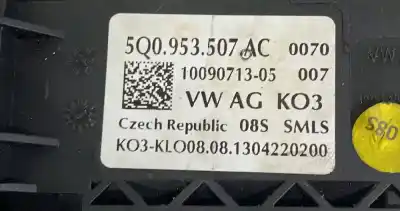 5Q0.953.507 AC 0070
10090713-05 007
VW AG KO3
Czech Republic 08S SMLS
KO3-KLO08.08.1304220200
08S